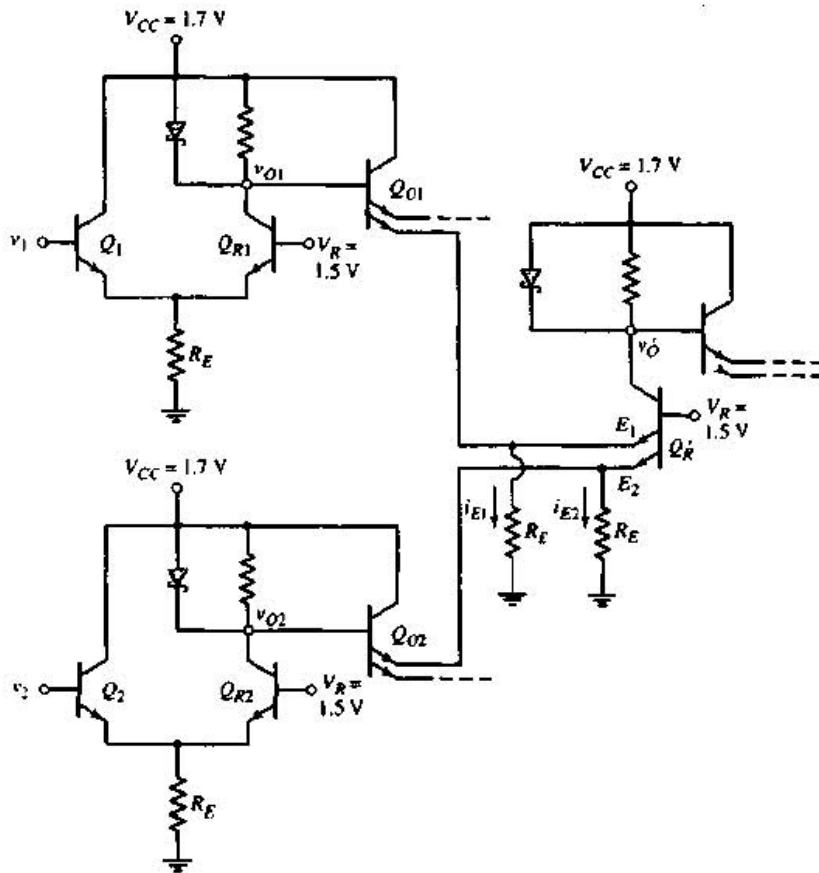 V_CC = 1.7 V
v_O1
Q_O1
v_1
Q_1
Q_R1
V_R =
1.5 V
R_E
V_CC = 1.7 V
v_O′
V_R =
1.5 V
E_1
Q_R′
E_2
i_E1
R_E
i_E2
R_E
V_CC = 1.7 V
v_O2
Q_O2
v_2
Q_2
Q_R2
V_R =
1.5 V
R_E